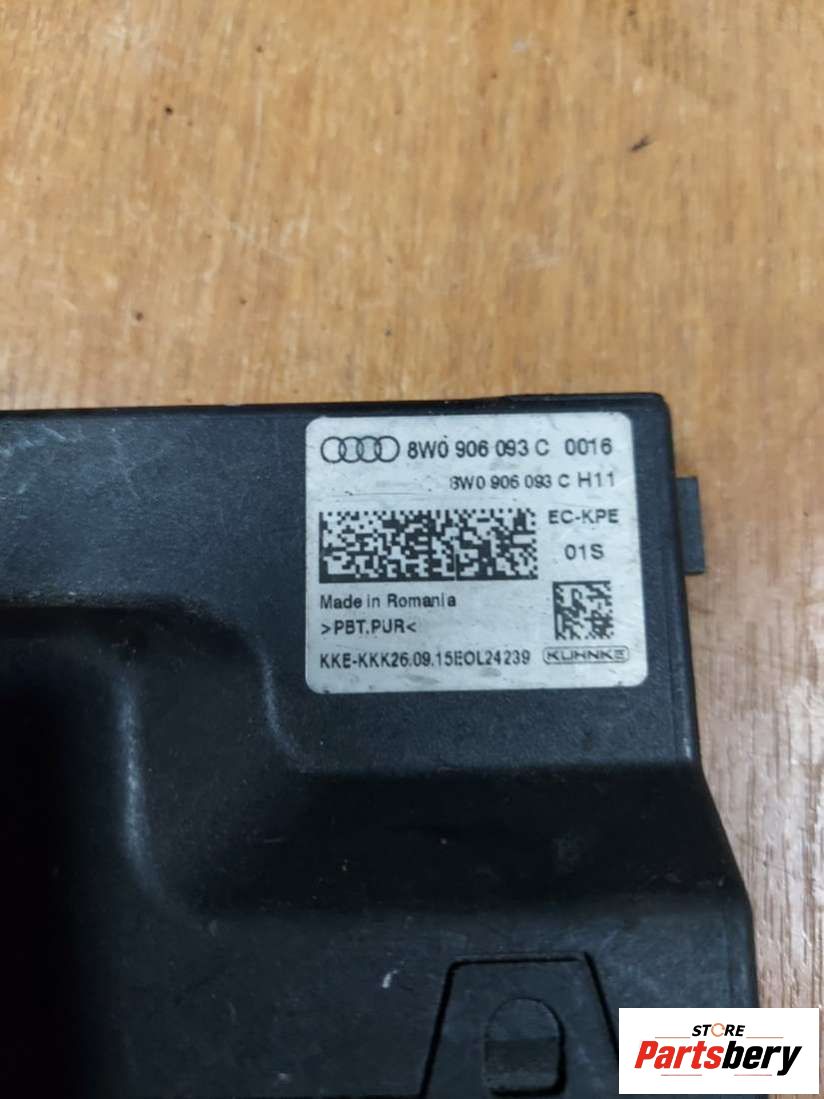 8W0 906 093 C 0016
8W0 906 093 C H11
EC-KPE
01S
Made in Romania
>PBT,PUR<
KKE-KKK26.09.15EOL24239 KUHNKE
STORE
Partsbery